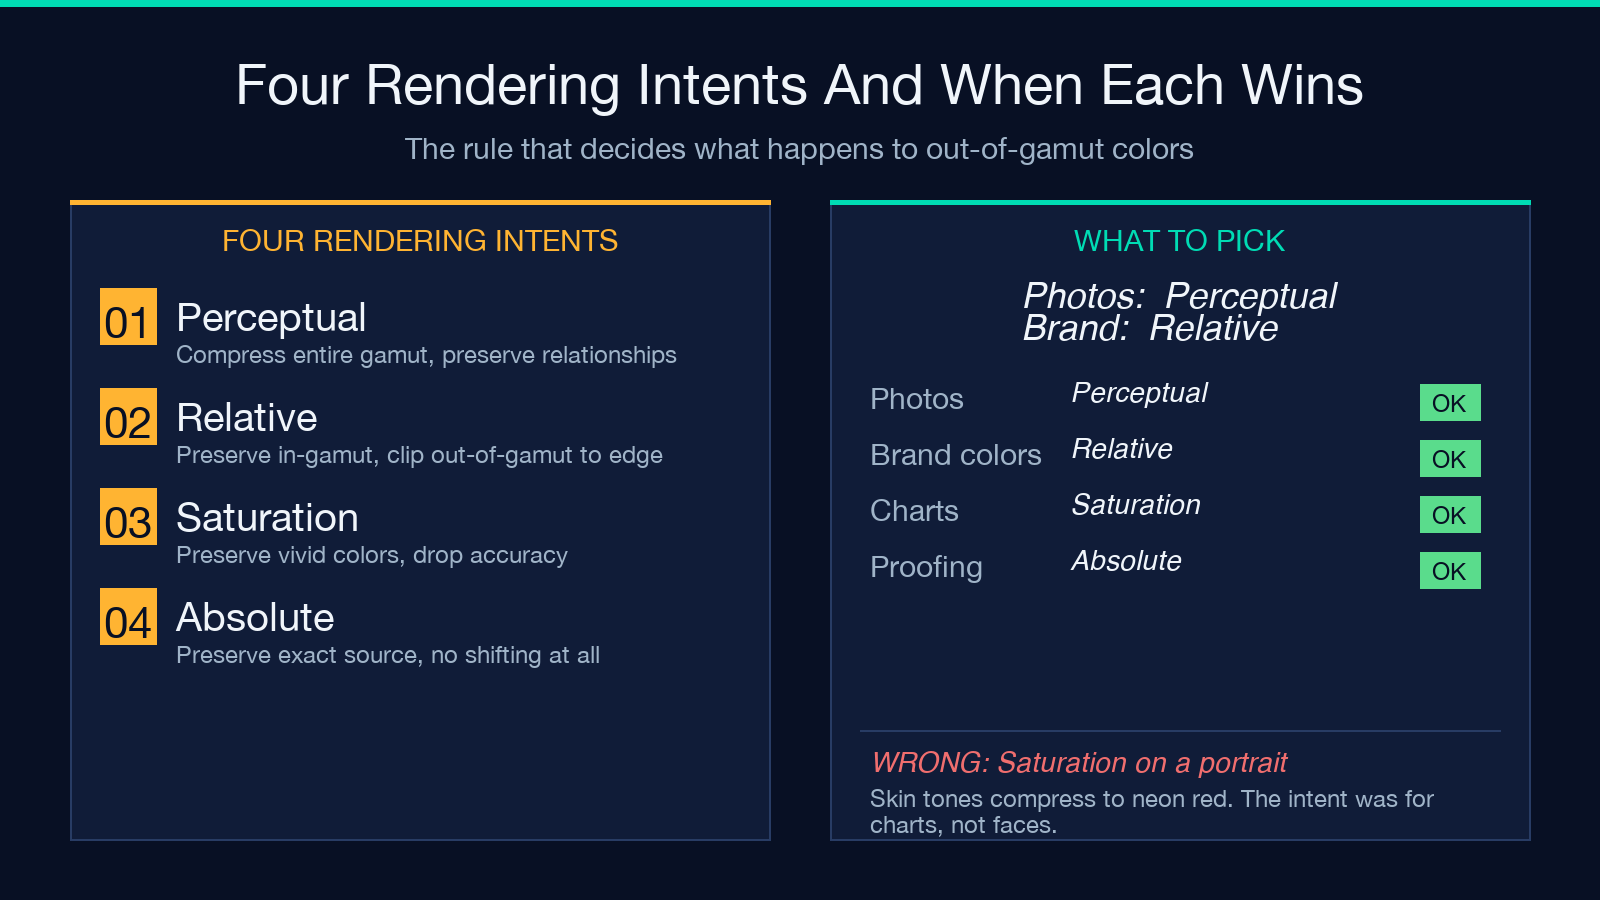 Four Rendering Intents And When Each Wins
The rule that decides what happens to out-of-gamut colors
FOUR RENDERING INTENTS
01 Perceptual
Compress entire gamut, preserve relationships
02 Relative
Preserve in-gamut, clip out-of-gamut to edge
03 Saturation
Preserve vivid colors, drop accuracy
04 Absolute
Preserve exact source, no shifting at all
WHAT TO PICK
Photos: Perceptual
Brand: Relative
Photos Perceptual OK
Brand colors Relative OK
Charts Saturation OK
Proofing Absolute OK
WRONG: Saturation on a portrait
Skin tones compress to neon red. The intent was for
charts, not faces.